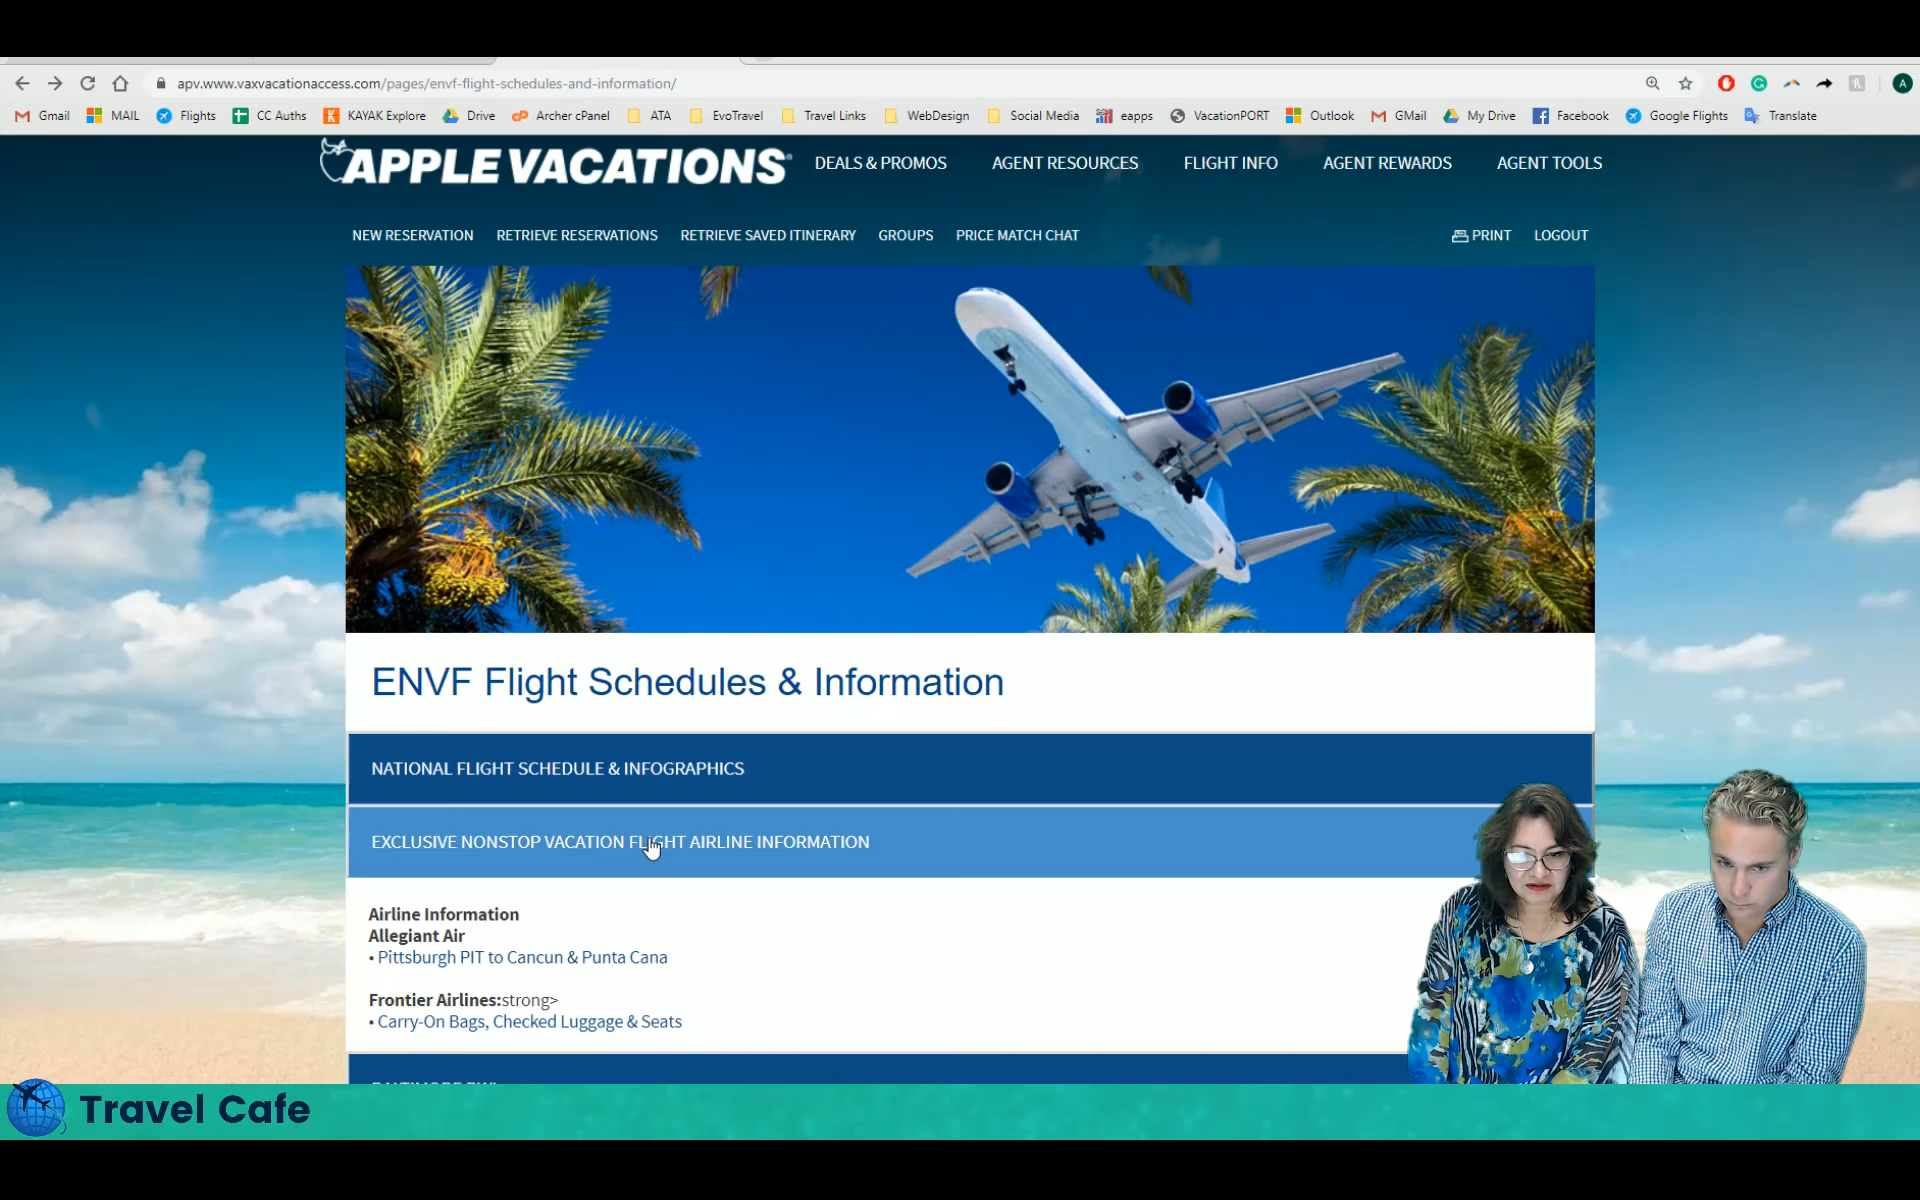 apv.www.vaxvacationaccess.com/pages/envf-flight-schedules-and-information/
A
Gmail MAIL Flights CC Auths KAYAK Explore Drive Archer cPanel ATA EvoTravel Travel Links WebDesign Social Media eapps VacationPORT Outlook GMail My Drive Facebook Google Flights Translate
APPLE VACATIONS DEALS & PROMOS AGENT RESOURCES FLIGHT INFO AGENT REWARDS AGENT TOOLS
NEW RESERVATION RETRIEVE RESERVATIONS RETRIEVE SAVED ITINERARY GROUPS PRICE MATCH CHAT PRINT LOGOUT
ENVF Flight Schedules & Information
NATIONAL FLIGHT SCHEDULE & INFOGRAPHICS
EXCLUSIVE NONSTOP VACATION FLIGHT AIRLINE INFORMATION
Airline Information
Allegiant Air
• Pittsburgh PIT to Cancun & Punta Cana
Frontier Airlines:strong>
• Carry-On Bags, Checked Luggage & Seats
Travel Cafe